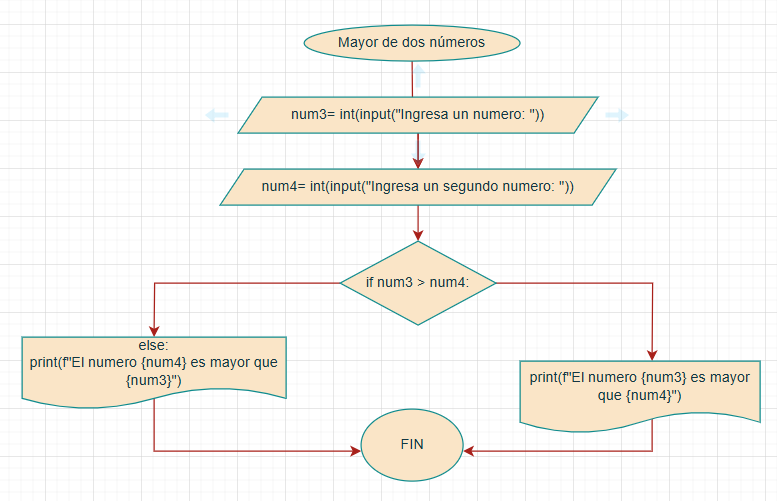 Mayor de dos números
num3= int(input("Ingresa un numero: "))
num4= int(input("Ingresa un segundo numero: "))
if num3 > num4:
else:
print(f"El numero {num4} es mayor que
{num3}")
print(f"El numero {num3} es mayor
que {num4}")
FIN